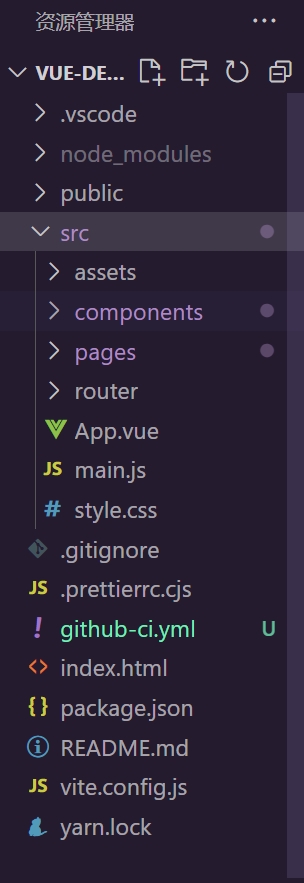 资源管理器
VUE-DE...
.vscode
node_modules
public
src
assets
components
pages
router
App.vue
JS main.js
# style.css
.gitignore
JS .prettierrc.cjs
! github-ci.yml U
<> index.html
{} package.json
README.md
JS vite.config.js
yarn.lock